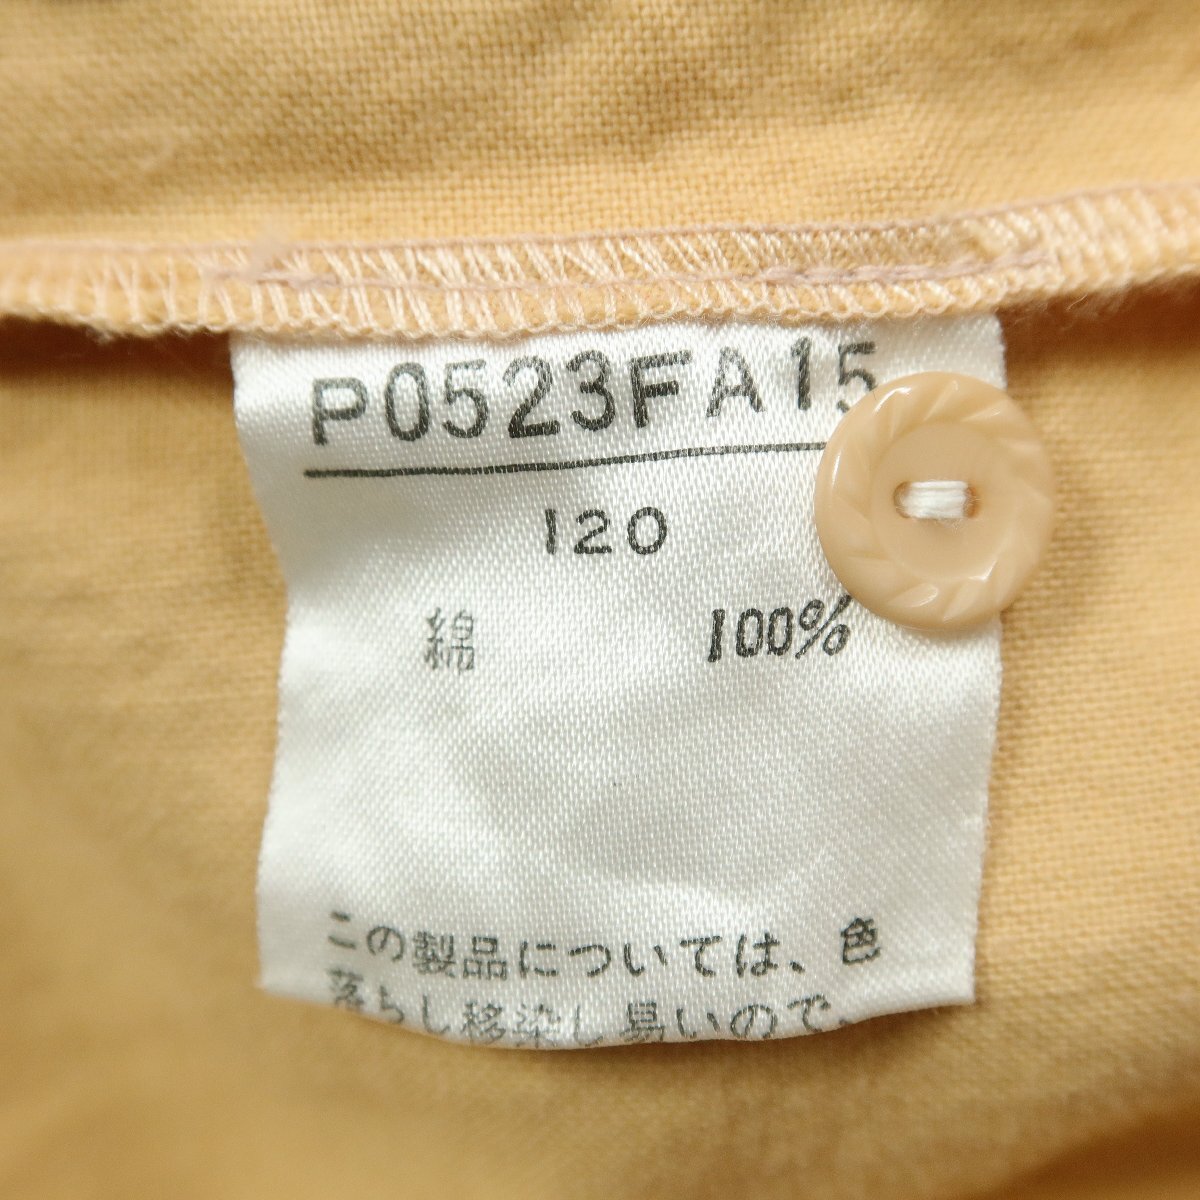 P0523FA15
120
綿 100%
この製品については、色
落ちし移染し易いので、